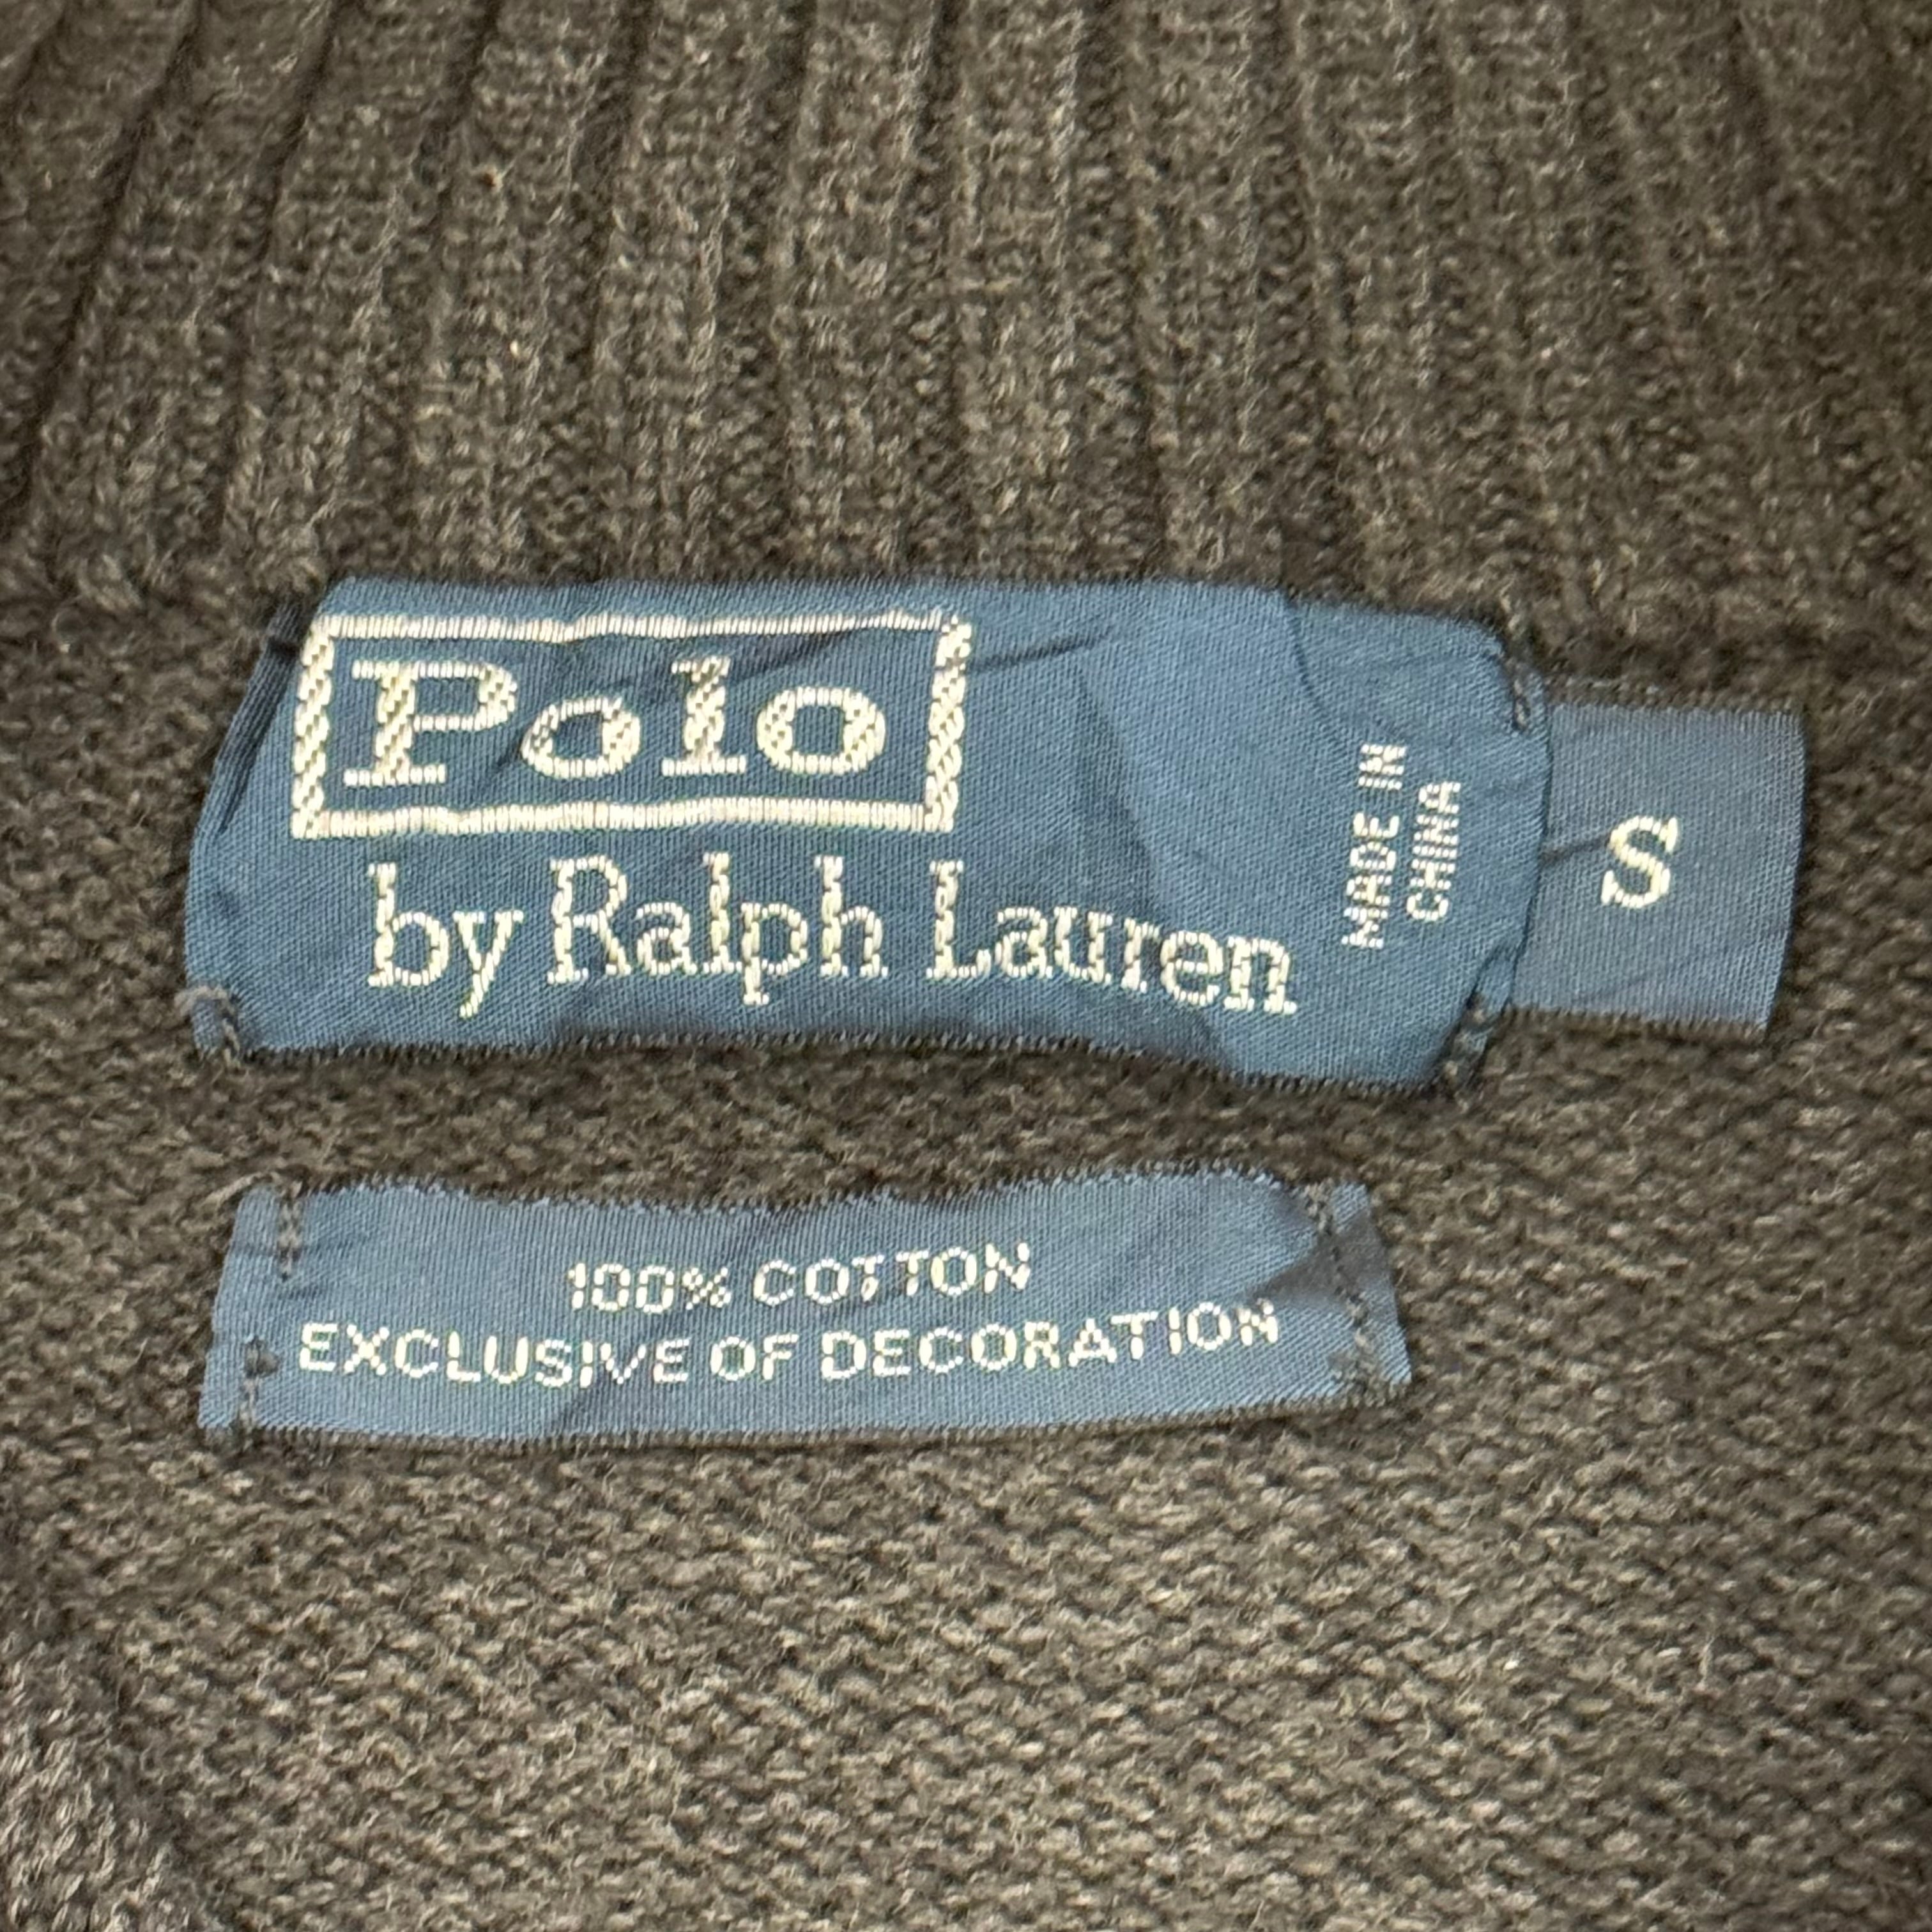 Polo
by Ralph Lauren
MADE IN
CHINA
S
100% COTTON
EXCLUSIVE OF DECORATION